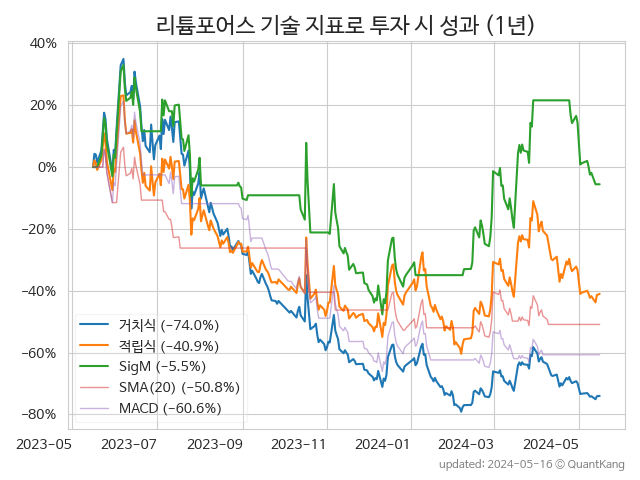 리튬포어스 기술 지표로 투자 시 성과 (1년)
40%
20%
0%
−20%
−40%
−60%
−80%
거치식 (−74.0%)
적립식 (−40.9%)
SigM (−5.5%)
SMA(20) (−50.8%)
MACD (−60.6%)
2023−05 2023−07 2023−09 2023−11 2024−01 2024−03 2024−05
updated: 2024−05−16 © QuantKang